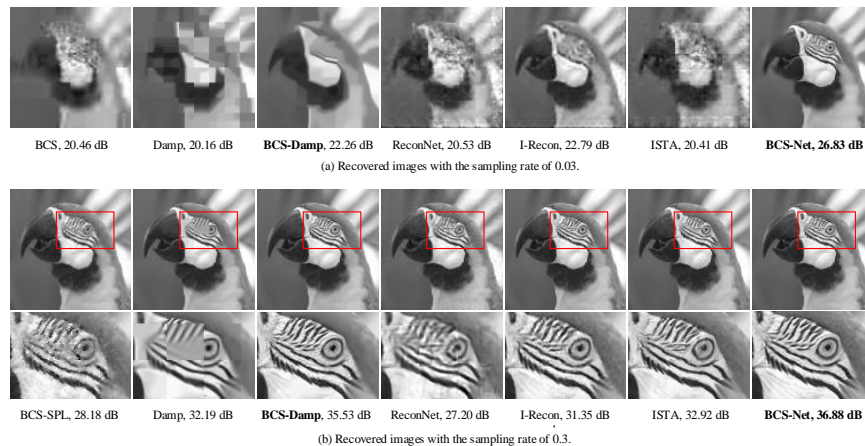 BCS, 20.46 dB Damp, 20.16 dB BCS-Damp, 22.26 dB ReconNet, 20.53 dB I-Recon, 22.79 dB ISTA, 20.41 dB BCS-Net, 26.83 dB
(a) Recovered images with the sampling rate of 0.03.
BCS-SPL, 28.18 dB Damp, 32.19 dB BCS-Damp, 35.53 dB ReconNet, 27.20 dB I-Recon, 31.35 dB ISTA, 32.92 dB BCS-Net, 36.88 dB
(b) Recovered images with the sampling rate of 0.3.